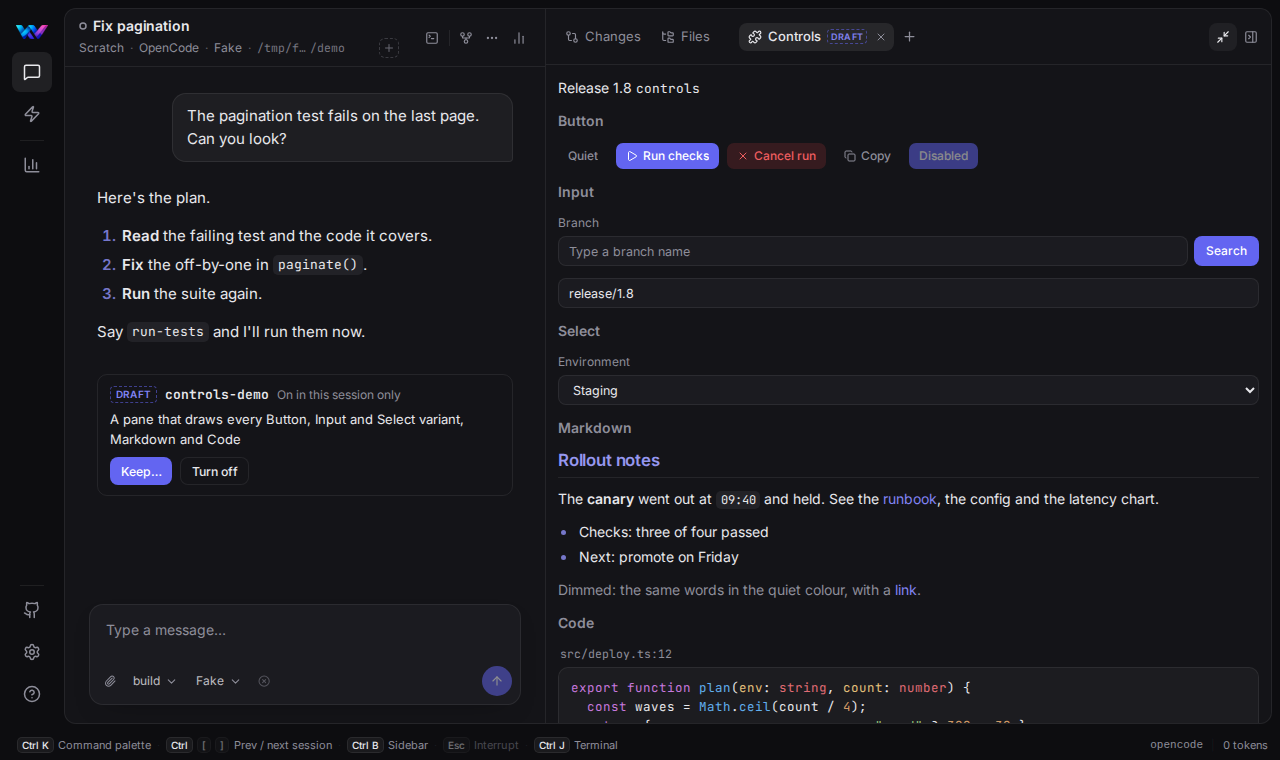 Fix pagination
Scratch · OpenCode · Fake · /tmp/f… /demo
The pagination test fails on the last page.
Can you look?
Here's the plan.
1. Read the failing test and the code it covers.
2. Fix the off-by-one in paginate().
3. Run the suite again.
Say run-tests and I'll run them now.
DRAFT controls-demo On in this session only
A pane that draws every Button, Input and Select variant,
Markdown and Code
Keep… Turn off
Type a message...
build Fake
Changes Files Controls DRAFT
Release 1.8 controls
Button
Quiet Run checks Cancel run Copy Disabled
Input
Branch
Type a branch name Search
release/1.8
Select
Environment
Staging
Markdown
Rollout notes
The canary went out at 09:40 and held. See the runbook, the config and the latency chart.
• Checks: three of four passed
• Next: promote on Friday
Dimmed: the same words in the quiet colour, with a link.
Code
src/deploy.ts:12
export function plan(env: string, count: number) {
const waves = Math.ceil(count / 4);
Ctrl K Command palette Ctrl [ ] Prev / next session Ctrl B Sidebar Esc Interrupt Ctrl J Terminal
opencode 0 tokens